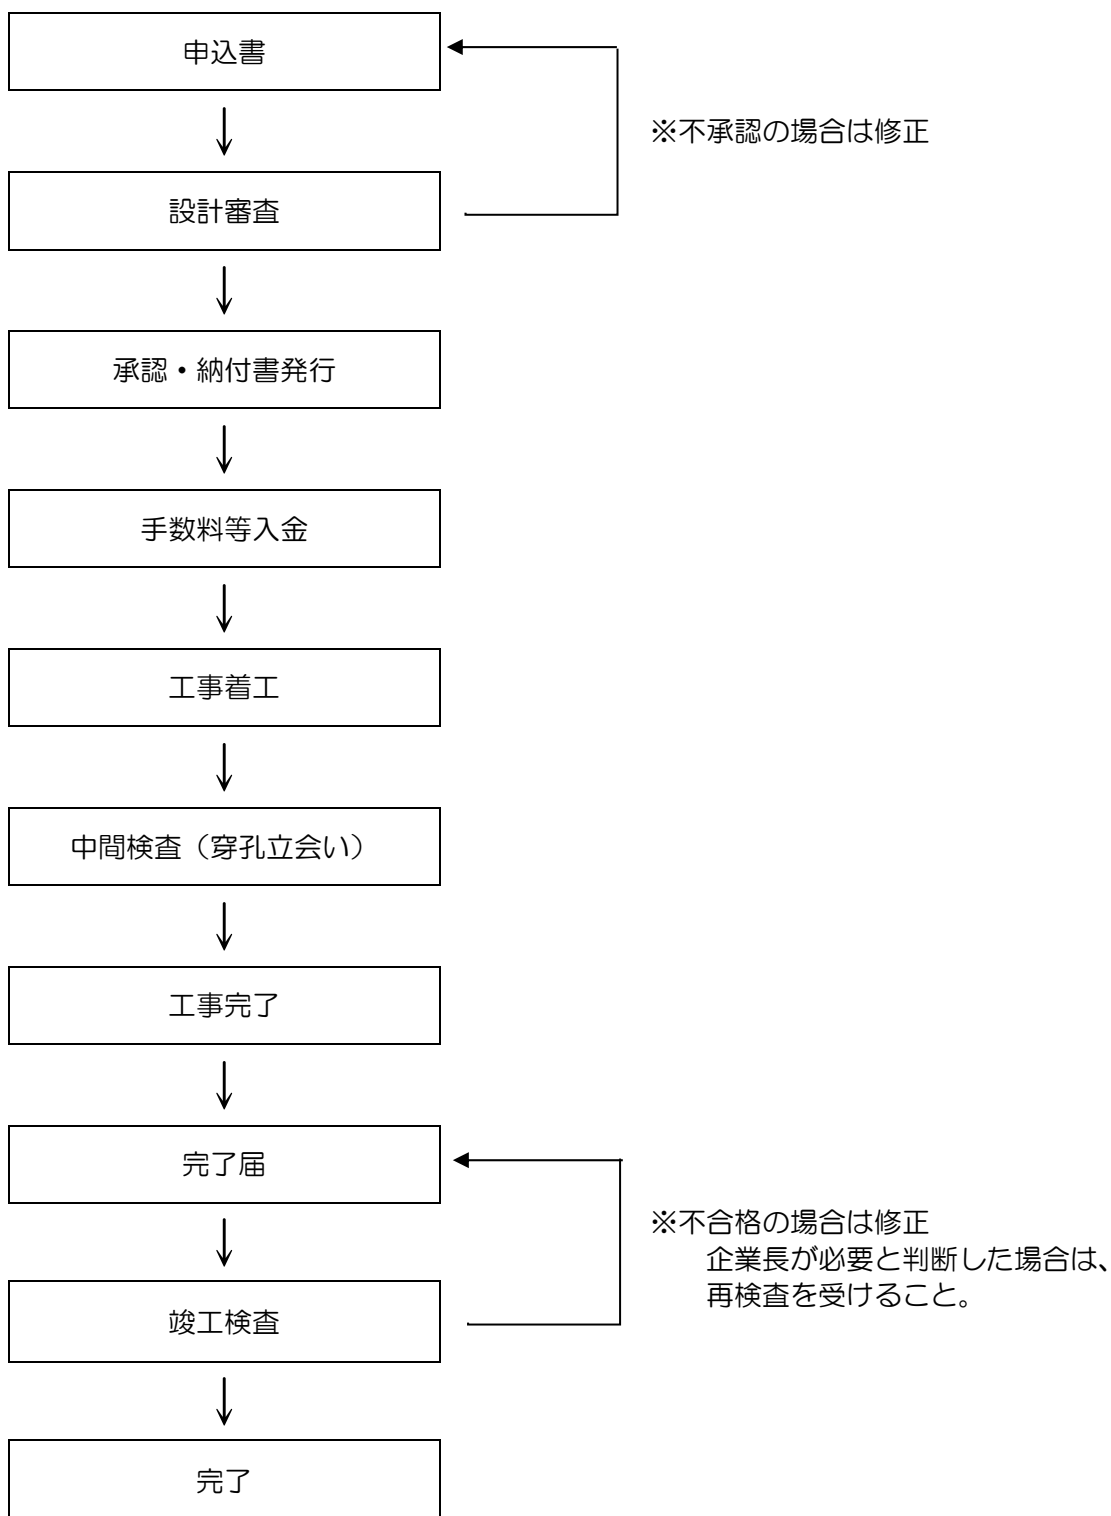 申込書
※不承認の場合は修正
設計審査
承認・納付書発行
手数料等入金
工事着工
中間検査（穿孔立会い）
工事完了
完了届
※不合格の場合は修正
企業長が必要と判断した場合は、
再検査を受けること。
竣工検査
完了